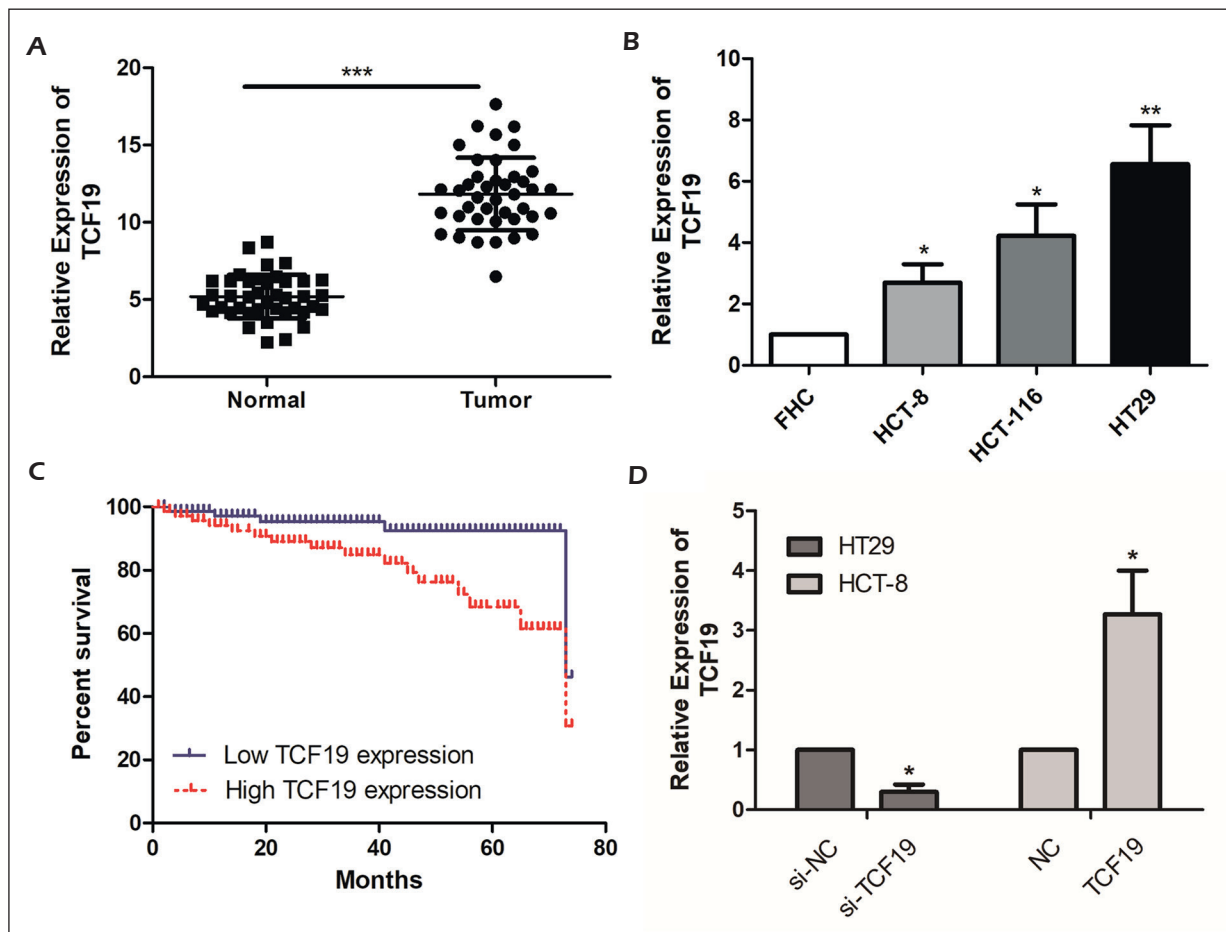 A
Relative Expression of
TCF19
20
15
10
5
0
***
Normal
Tumor
B
Relative Expression of
TCF19
10
8
6
4
2
0
*
*
**
FHC
HCT-8
HCT-116
HT29
C
Percent survival
100
80
60
40
20
0
Low TCF19 expression
High TCF19 expression
0
20
40
60
80
Months
D
Relative Expression of
TCF19
5
4
3
2
1
0
HT29
HCT-8
*
*
si-NC
si-TCF19
NC
TCF19